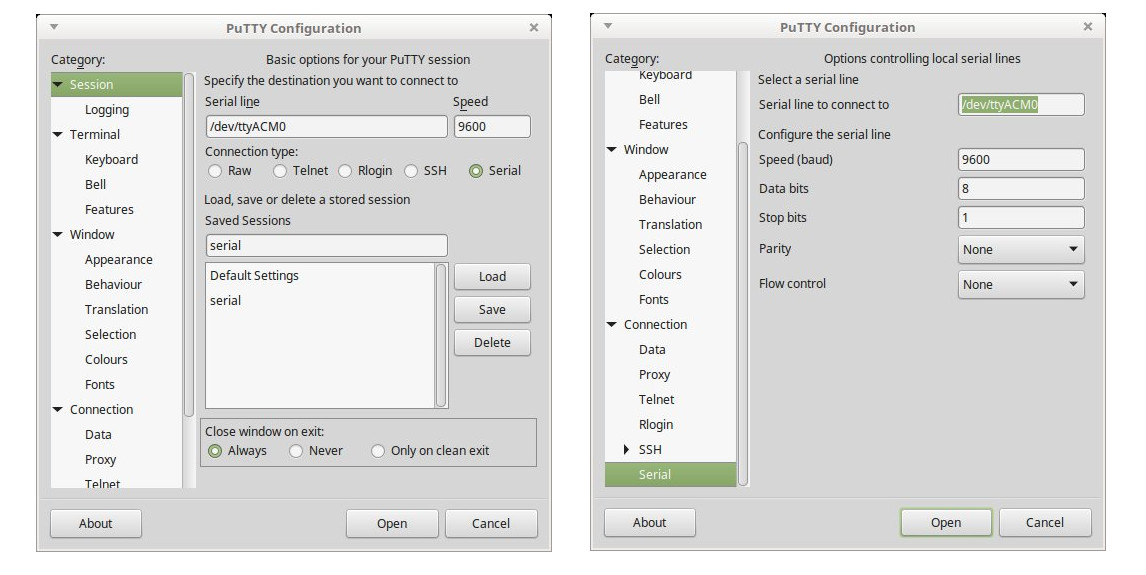 PuTTY Configuration
Category:
Session
Logging
Terminal
Keyboard
Bell
Features
Window
Appearance
Behaviour
Translation
Selection
Colours
Fonts
Connection
Data
Proxy
Telnet
Basic options for your PuTTY session
Specify the destination you want to connect to
Serial line Speed
/dev/ttyACM0 9600
Connection type:
Raw Telnet Rlogin SSH Serial
Load, save or delete a stored session
Saved Sessions
serial
Default Settings
serial
Load
Save
Delete
Close window on exit:
Always Never Only on clean exit
About Open Cancel
PuTTY Configuration
Category:
Keyboard
Bell
Features
Window
Appearance
Behaviour
Translation
Selection
Colours
Fonts
Connection
Data
Proxy
Telnet
Rlogin
SSH
Serial
Options controlling local serial lines
Select a serial line
Serial line to connect to /dev/ttyACM0
Configure the serial line
Speed (baud) 9600
Data bits 8
Stop bits 1
Parity None
Flow control None
About Open Cancel